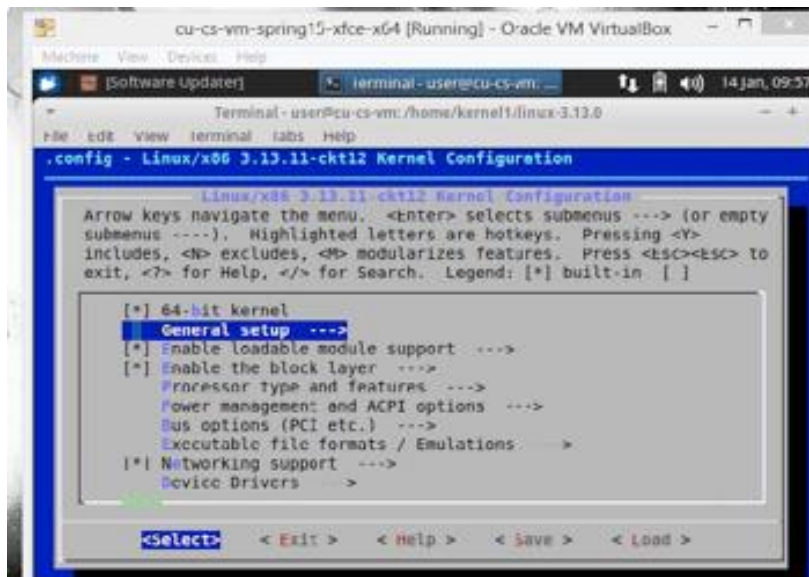 cu-cs-vm-spring15-xfce-x64 [Running] - Oracle VM VirtualBox
Machine View Devices Help
[Software Updater] Terminal - user@cu-cs-vm: ... 14 Jan, 09:57
Terminal - user@cu-cs-vm: /home/kernel1/linux-3.13.0
File Edit View Terminal Tabs Help
.config - Linux/x86 3.13.11-ckt12 Kernel Configuration
Linux/x86 3.13.11-ckt12 Kernel Configuration
Arrow keys navigate the menu. <Enter> selects submenus ---> (or empty
submenus ----). Highlighted letters are hotkeys. Pressing <Y>
includes, <N> excludes, <M> modularizes features. Press <Esc><Esc> to
exit, <?> for Help, </> for Search. Legend: [*] built-in [ ]
[*] 64-bit kernel
General setup --->
[*] Enable loadable module support --->
[*] Enable the block layer --->
Processor type and features --->
Power management and ACPI options --->
Bus options (PCI etc.) --->
Executable file formats / Emulations --->
[*] Networking support --->
Device Drivers --->
<Select> < Exit > < Help > < Save > < Load >